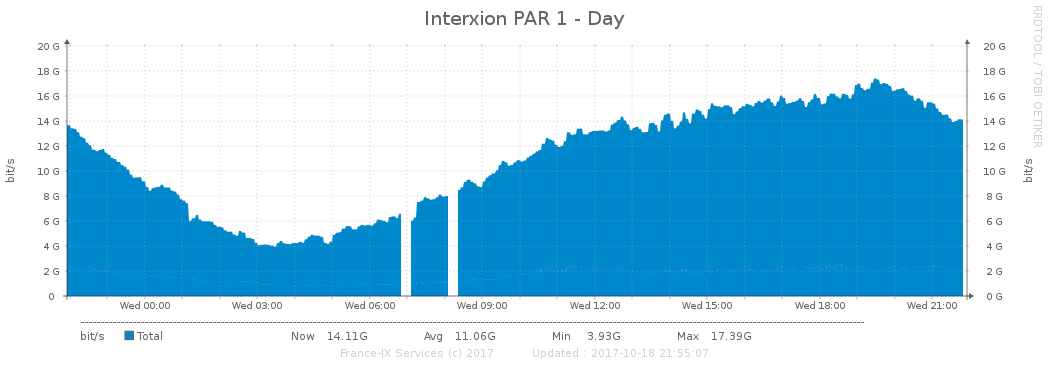 Interxion PAR 1 - Day
RRDTOOL / TOBI OETIKER
bit/s
20 G 20 G
18 G 18 G
16 G 16 G
14 G 14 G
12 G 12 G
10 G 10 G
8 G 8 G
6 G 6 G
4 G 4 G
2 G 2 G
0 0 G
bit/s
Wed 00:00 Wed 03:00 Wed 06:00 Wed 09:00 Wed 12:00 Wed 15:00 Wed 18:00 Wed 21:00
bit/s Total Now 14.11G Avg 11.06G Min 3.93G Max 17.39G
France-IX Services (c) 2017 Updated : 2017-10-18 21:55:07